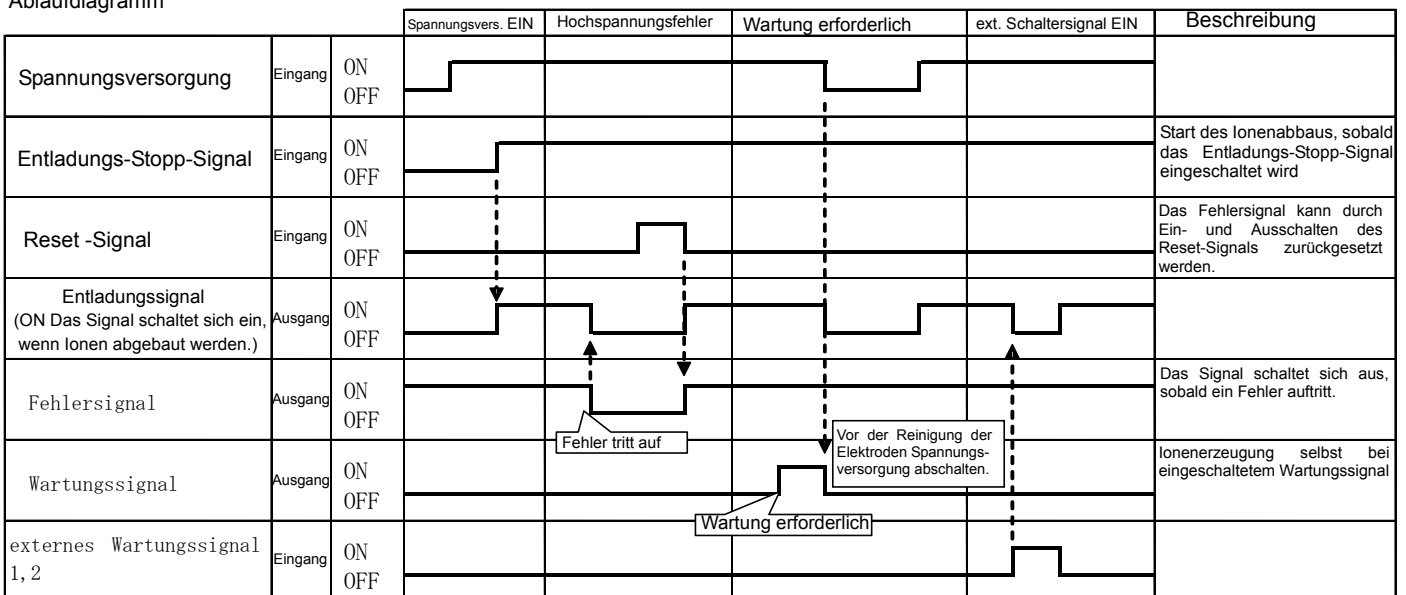 Ablaufdiagramm
Spannungsvers. EIN
Hochspannungsfehler
Wartung erforderlich
ext. Schaltersignal EIN
Beschreibung
Spannungsversorgung
Eingang
ON
OFF
Entladungs-Stopp-Signal
Eingang
ON
OFF
Start des Ionenabbaus, sobald
das Entladungs-Stopp-Signal
eingeschaltet wird
Reset -Signal
Eingang
ON
OFF
Das Fehlersignal kann durch
Ein- und Ausschalten des
Reset-Signals zurückgesetzt
werden.
Entladungssignal
(ON Das Signal schaltet sich ein,
wenn Ionen abgebaut werden.)
Ausgang
ON
OFF
Fehlersignal
Ausgang
ON
OFF
Fehler tritt auf
Das Signal schaltet sich aus,
sobald ein Fehler auftritt.
Vor der Reinigung der
Elektroden Spannungs-
versorgung abschalten.
Wartungssignal
Ausgang
ON
OFF
Wartung erforderlich
Ionenerzeugung selbst bei
eingeschaltetem Wartungssignal
externes Wartungssignal
1,2
Eingang
ON
OFF